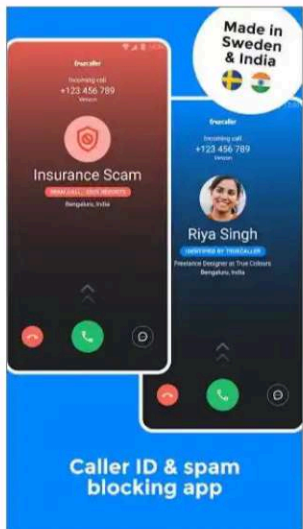 Made in
Sweden
& India
truecaller
Incoming call
+123 456 789
Insurance Scam
Bengaluru, India
truecaller
Incoming call
+123 456 789
Riya Singh
IDENTIFIED BY TRUECALLER
Freelance Designer at True Colours
Bengaluru, India
Caller ID & spam
blocking app